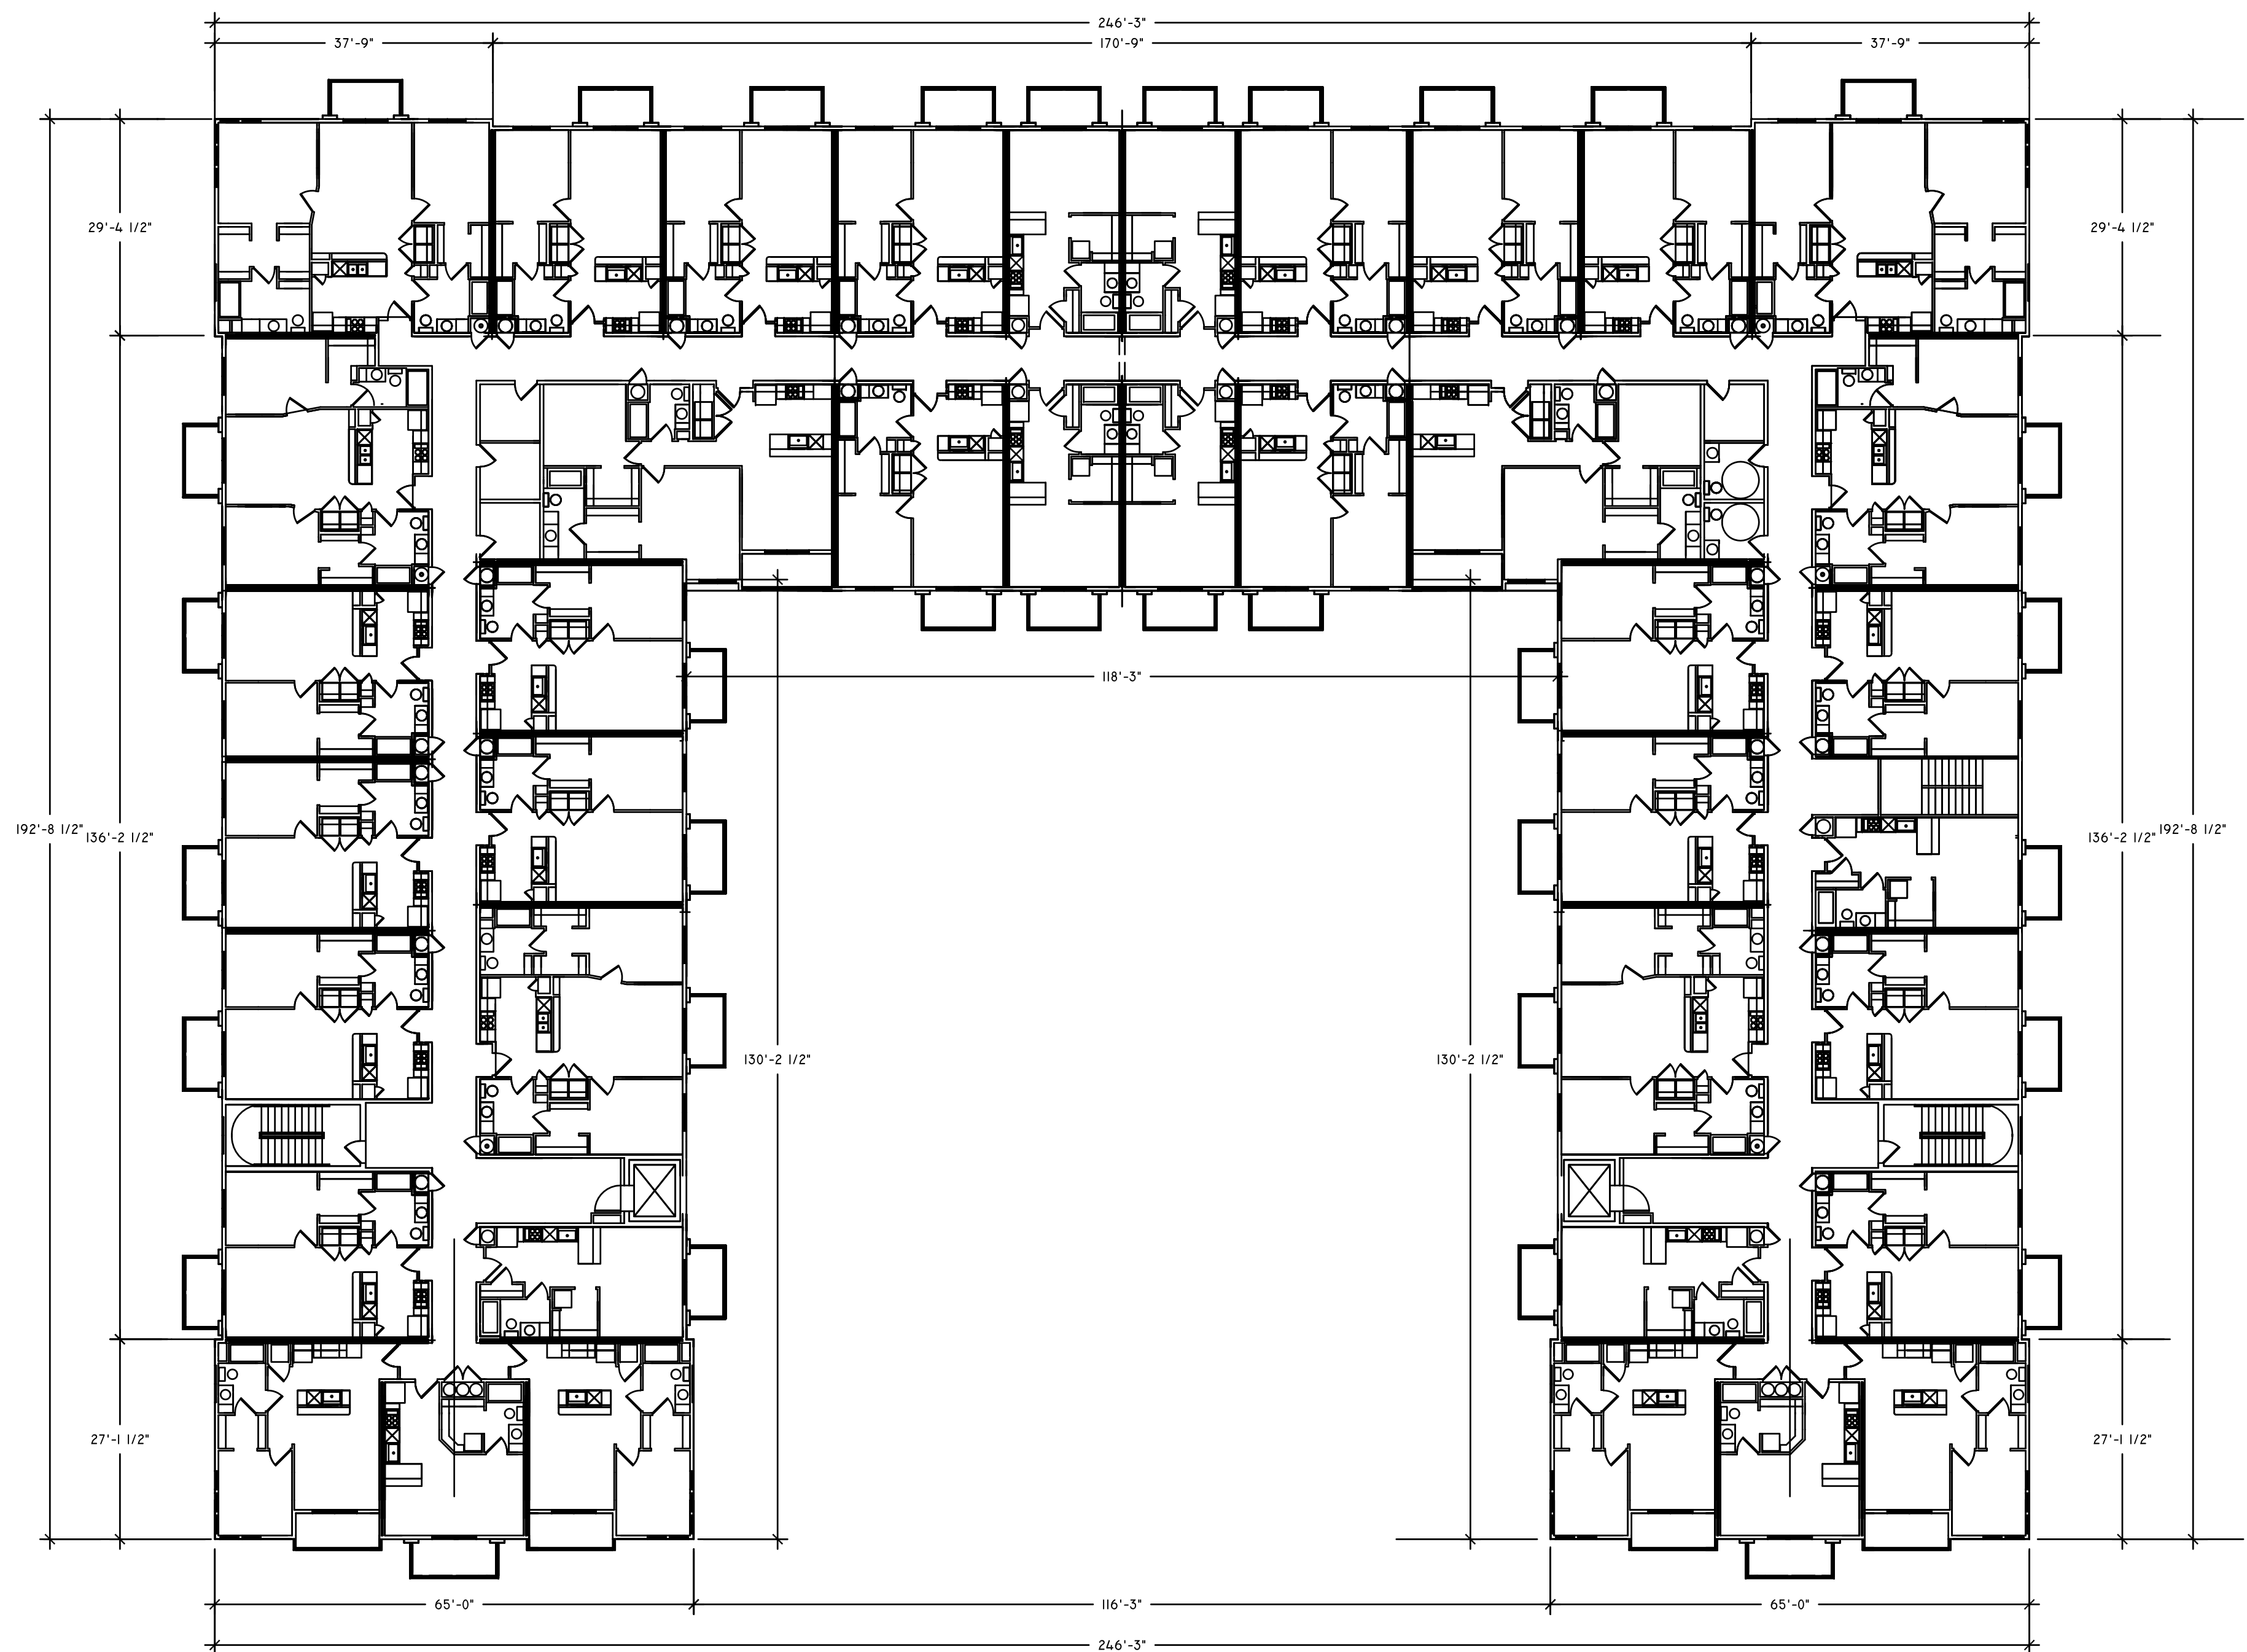 246'-3"
37'-9" 170'-9" 37'-9"
29'-4 1/2" 29'-4 1/2"
118'-3"
192'-8 1/2" 136'-2 1/2" 136'-2 1/2" 192'-8 1/2"
130'-2 1/2" 130'-2 1/2"
27'-1 1/2" 27'-1 1/2"
65'-0" 116'-3" 65'-0"
246'-3"